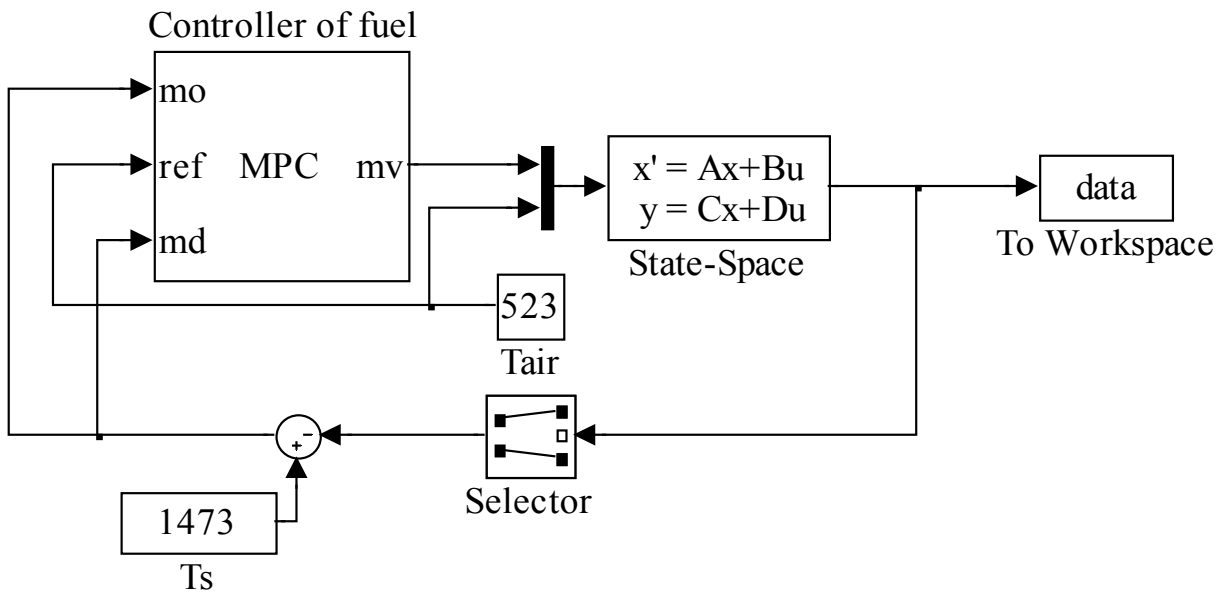 Controller of fuel
mo
ref MPC mv
md
x' = Ax+Bu
y = Cx+Du
State-Space
data
To Workspace
523
Tair
Selector
−
+
1473
Ts